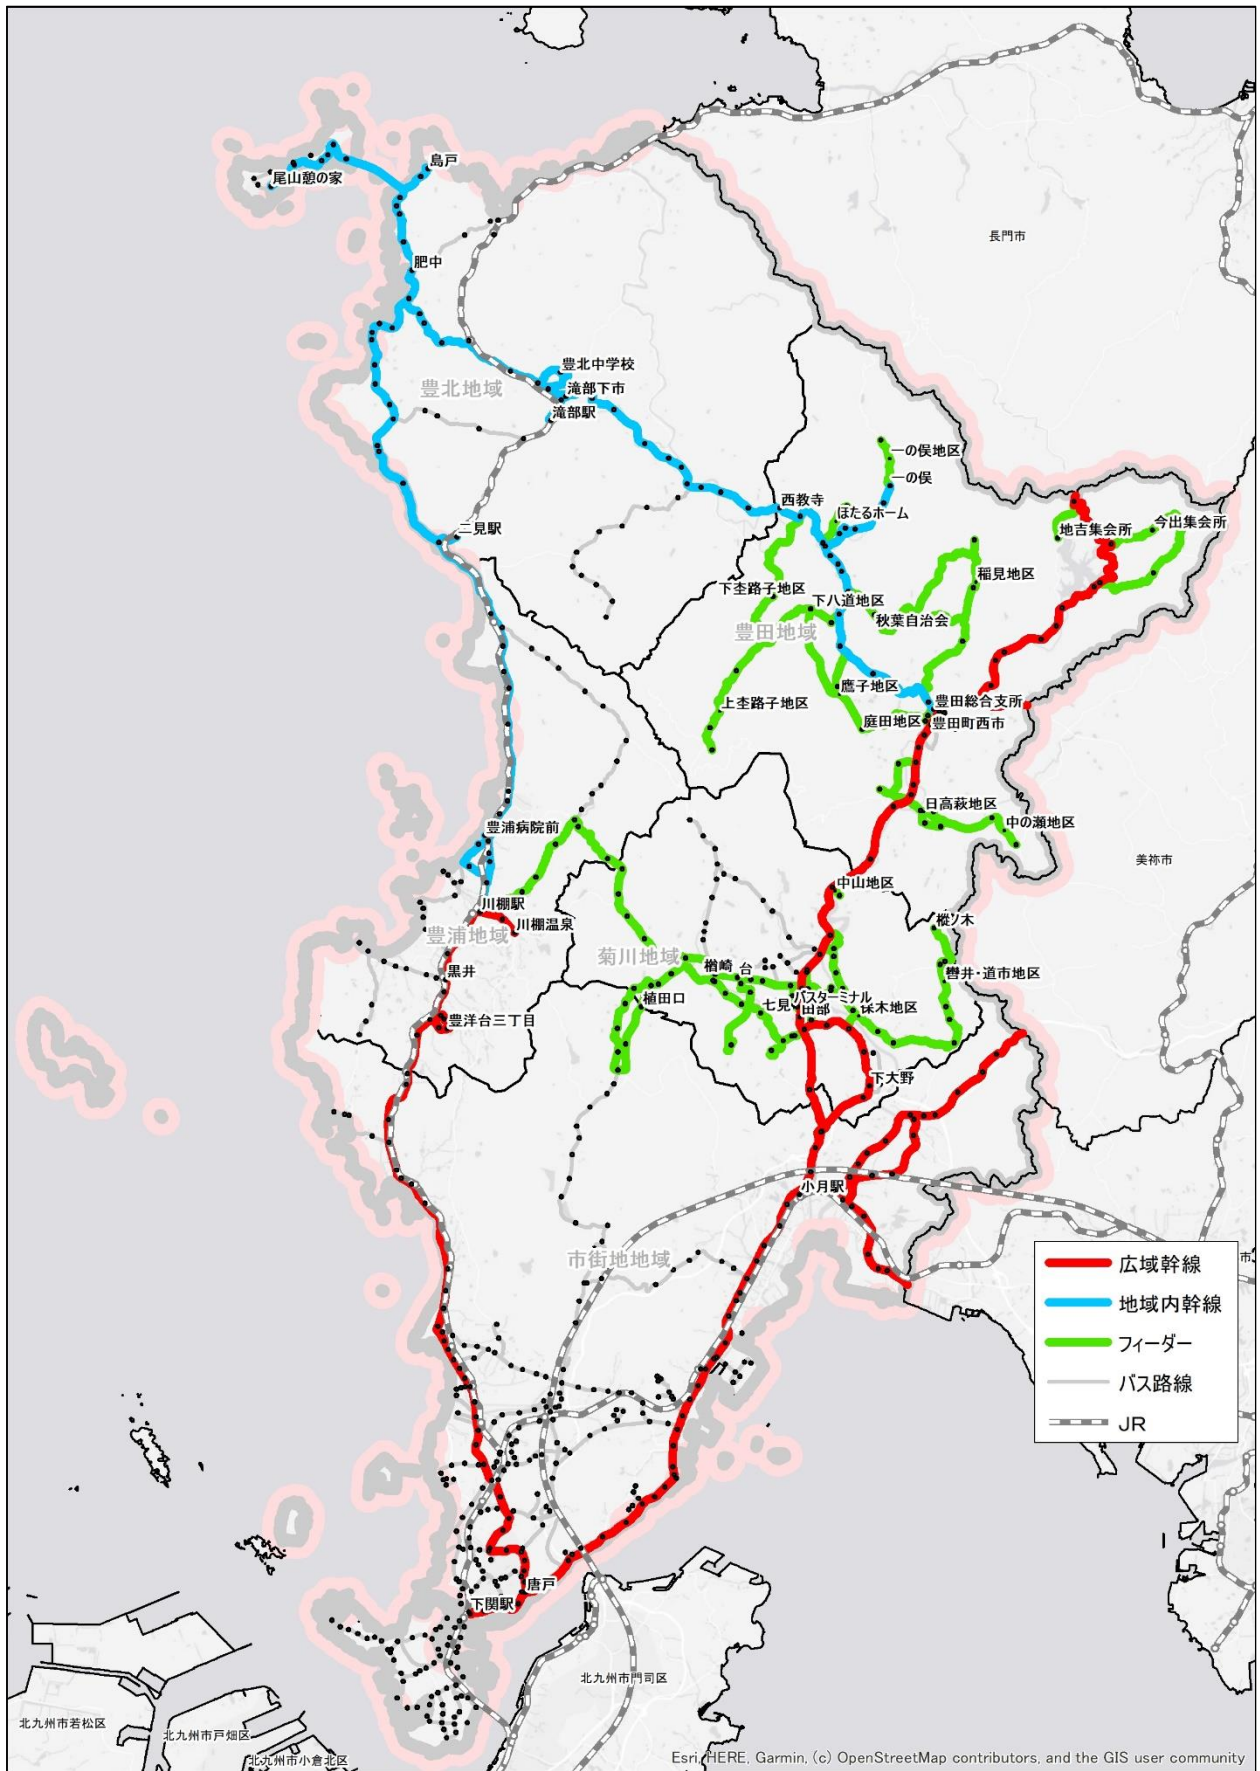 島戸
尾山憩の家
長門市
肥中
豊北中学校
豊北地域
滝部下市
滝部駅
一の俣地区
一の俣
西教寺
ほたるホーム
今出集会所
地吉集会所
二見駅
稲見地区
下杢路子地区
下八道地区
秋葉自治会
豊田地域
鷹子地区
上杢路子地区
豊田総合支所
庭田地区
豊田町西市
日高萩地区
中の瀬地区
豊浦病院前
美祢市
中山地区
川棚駅
川棚温泉
樅ノ木
豊浦地域
菊川地域
楢崎
台
黒井
轡井・道市地区
植田口
七見
バスターミナル
田部
保木地区
豊洋台三丁目
下大野
小月駅
市街地地域
市
広域幹線
地域内幹線
フィーダー
バス路線
JR
唐戸
下関駅
北九州市門司区
北九州市若松区
北九州市戸畑区
北九州市小倉北区
Esri, HERE, Garmin, (c) OpenStreetMap contributors, and the GIS user community